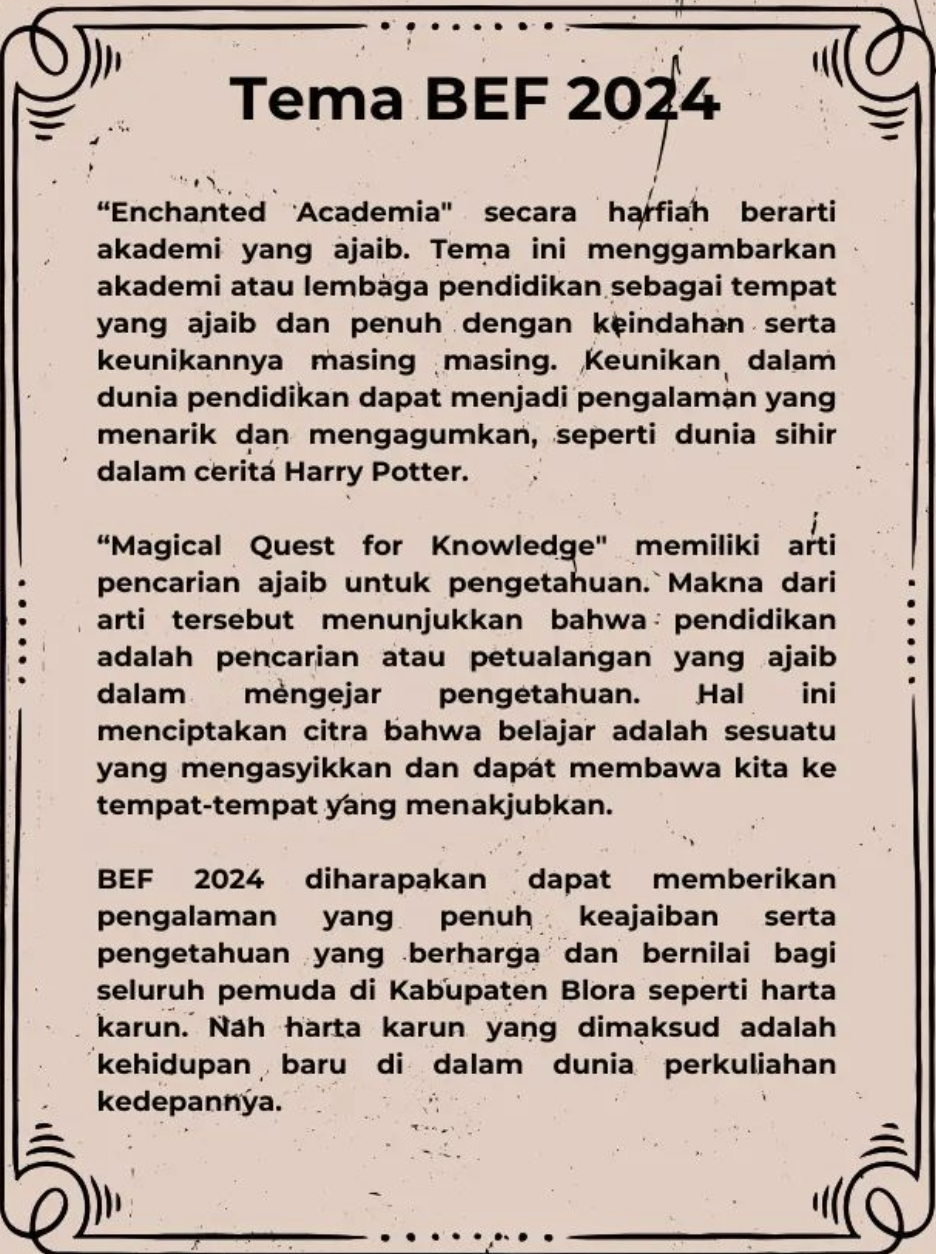 Tema BEF 2024
“Enchanted Academia" secara harfiah berarti
akademi yang ajaib. Tema ini menggambarkan
akademi atau lembaga pendidikan sebagai tempat
yang ajaib dan penuh dengan keindahan serta
keunikannya masing masing. Keunikan dalam
dunia pendidikan dapat menjadi pengalaman yang
menarik dan mengagumkan, seperti dunia sihir
dalam cerita Harry Potter.
“Magical Quest for Knowledge" memiliki arti
pencarian ajaib untuk pengetahuan. Makna dari
arti tersebut menunjukkan bahwa pendidikan
adalah pencarian atau petualangan yang ajaib
dalam mengejar pengetahuan. Hal ini
menciptakan citra bahwa belajar adalah sesuatu
yang mengasyikkan dan dapat membawa kita ke
tempat-tempat yang menakjubkan.
BEF 2024 diharapakan dapat memberikan
pengalaman yang penuh keajaiban serta
pengetahuan yang berharga dan bernilai bagi
seluruh pemuda di Kabupaten Blora seperti harta
karun. Nah harta karun yang dimaksud adalah
kehidupan baru di dalam dunia perkuliahan
kedepannya.